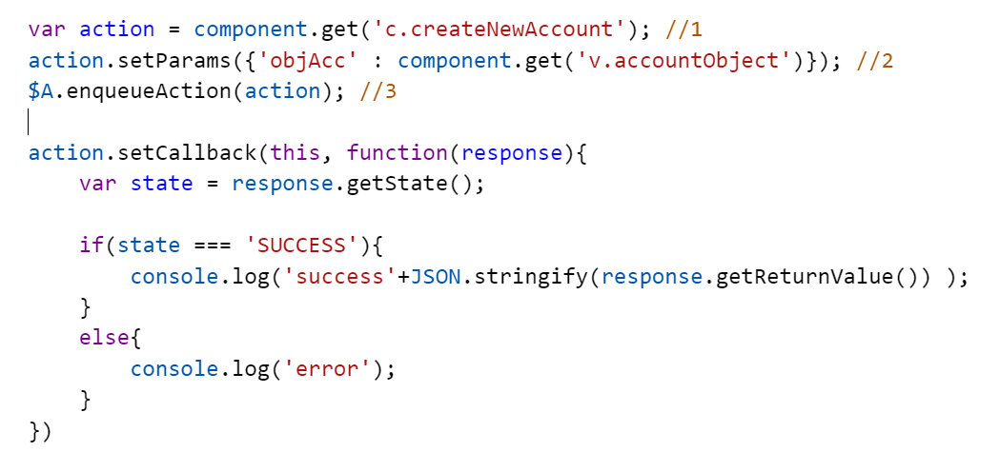 var action = component.get('c.createNewAccount'); //1
action.setParams({'objAcc' : component.get('v.accountObject')}); //2
$A.enqueueAction(action); //3
action.setCallback(this, function(response){
    var state = response.getState();
    if(state === 'SUCCESS'){
        console.log('success'+JSON.stringify(response.getReturnValue()) );
    }
    else{
        console.log('error');
    }
})